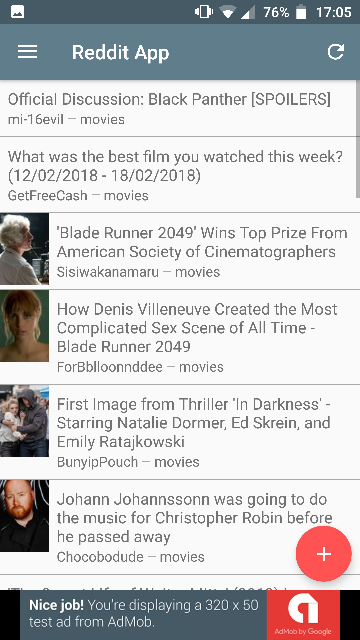 76% 17:05
Reddit App
Official Discussion: Black Panther [SPOILERS]
mi-16evil – movies
What was the best film you watched this week?
(12/02/2018 - 18/02/2018)
GetFreeCash – movies
'Blade Runner 2049' Wins Top Prize From
American Society of Cinematographers
Sisiwakanamaru – movies
How Denis Villeneuve Created the Most
Complicated Sex Scene of All Time -
Blade Runner 2049
ForBblloonnddee – movies
First Image from Thriller 'In Darkness' -
Starring Natalie Dormer, Ed Skrein, and
Emily Ratajkowski
BunyipPouch – movies
Johann Johannssonn was going to do
the music for Christopher Robin before
he passed away
Chocobodude – movies
Nice job! You're displaying a 320 x 50
test ad from AdMob.
AdMob by Google